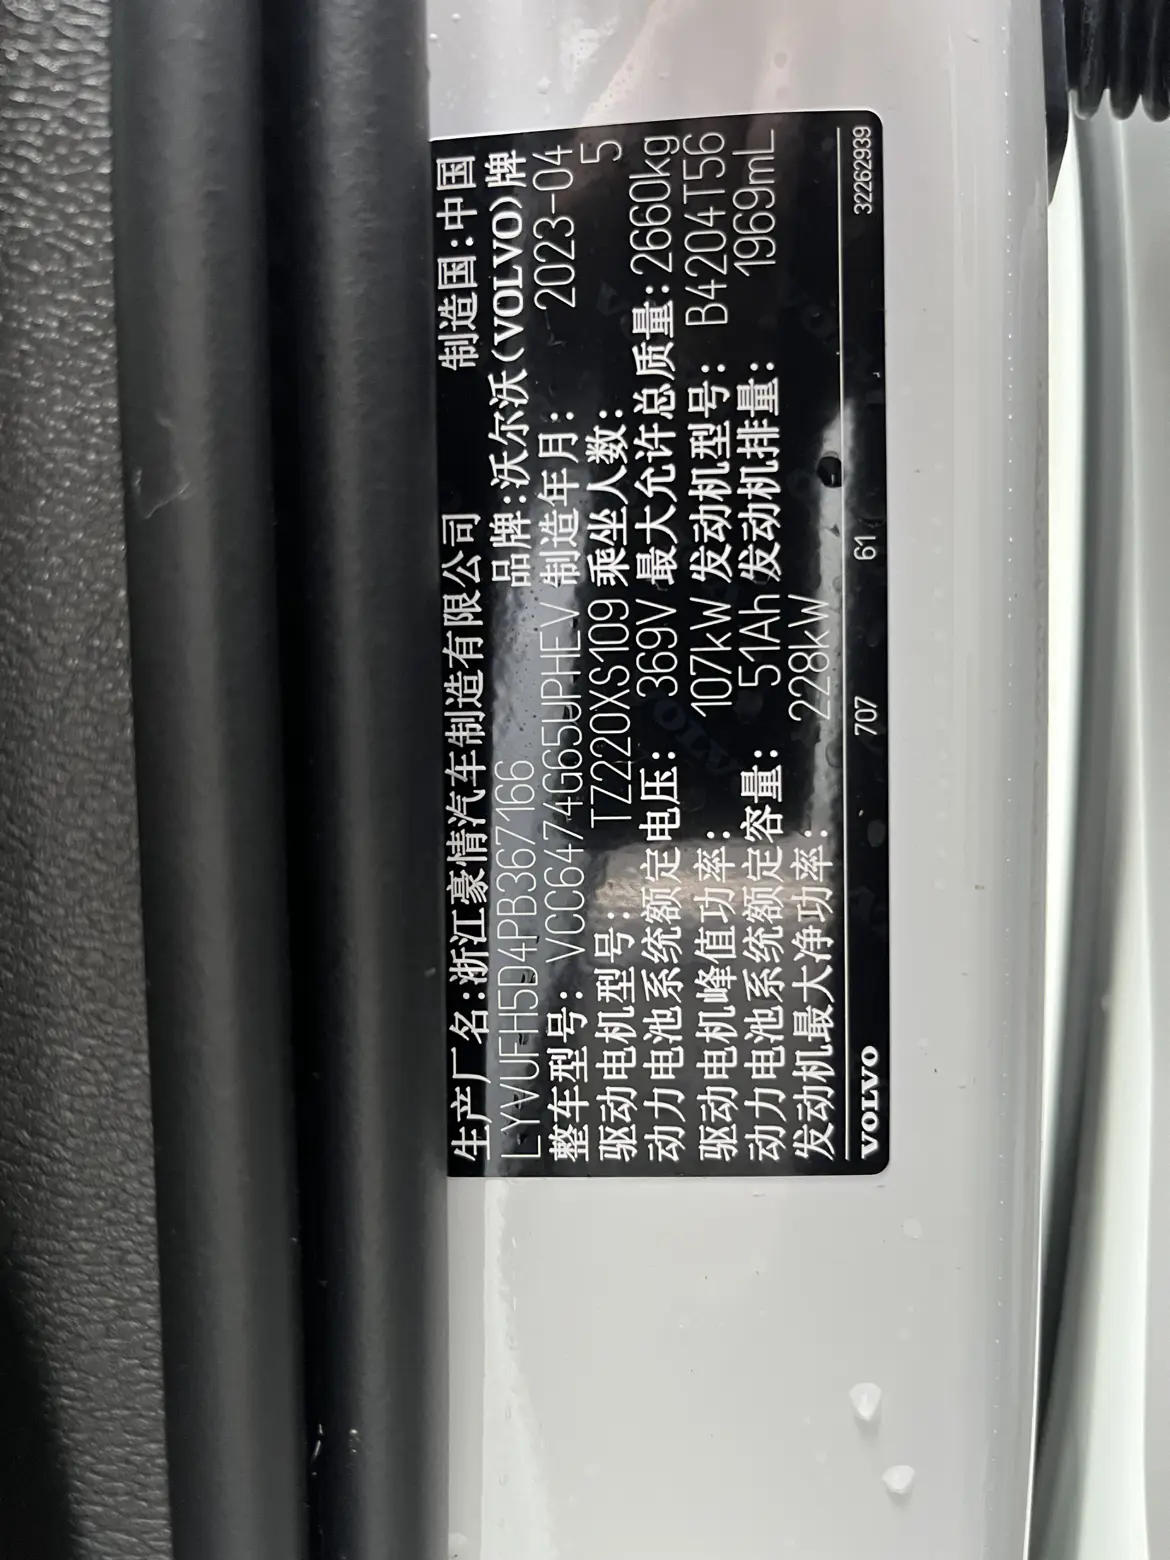 生产厂名:浙江豪情汽车制造有限公司 制造国:中国
LYVUFH5D4PB367166 品牌:沃尔沃(VOLVO)牌
整车型号: VCC6474G65UPHEV 制造年月: 2023-04
驱动电机型号: TZ220XS109 乘坐人数: 5
动力电池系统额定电压: 369V 最大允许总质量:2660kg
驱动电机峰值功率: 107kW 发动机型号: B4204T56
动力电池系统额定容量: 51Ah 发动机排量: 1969mL
发动机最大净功率: 228kW
VOLVO 707 61 32262939